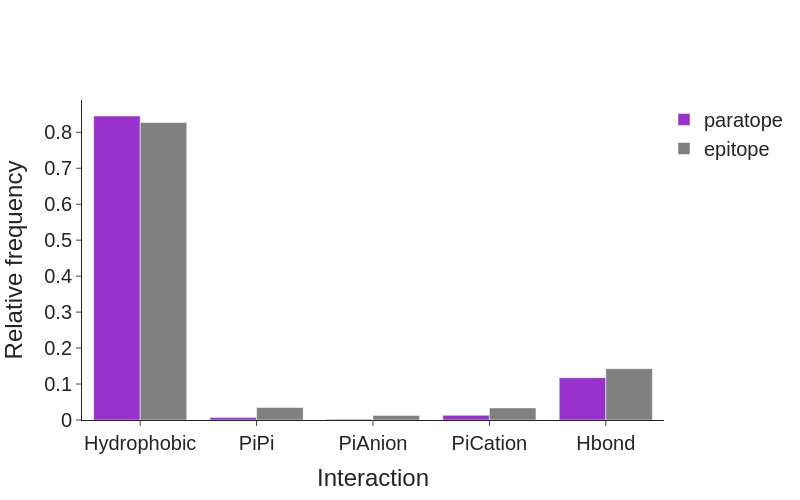 paratope
epitope
Relative frequency
0.8
0.7
0.6
0.5
0.4
0.3
0.2
0.1
0
Hydrophobic PiPi PiAnion PiCation Hbond
Interaction